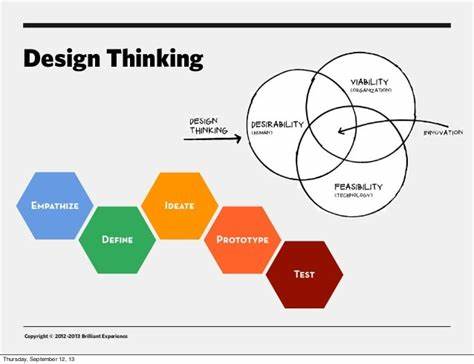 Design Thinking
DESIGN
THINKING
DESIRABILITY
(HUMAN)
VIABILITY
(ORGANIZATION)
INNOVATION
FEASIBILITY
(TECHNOLOGY)
EMPATHIZE
DEFINE
IDEATE
PROTOTYPE
TEST
Copyright © 2012-2013 Brilliant Experience
Thursday, September 12, 13